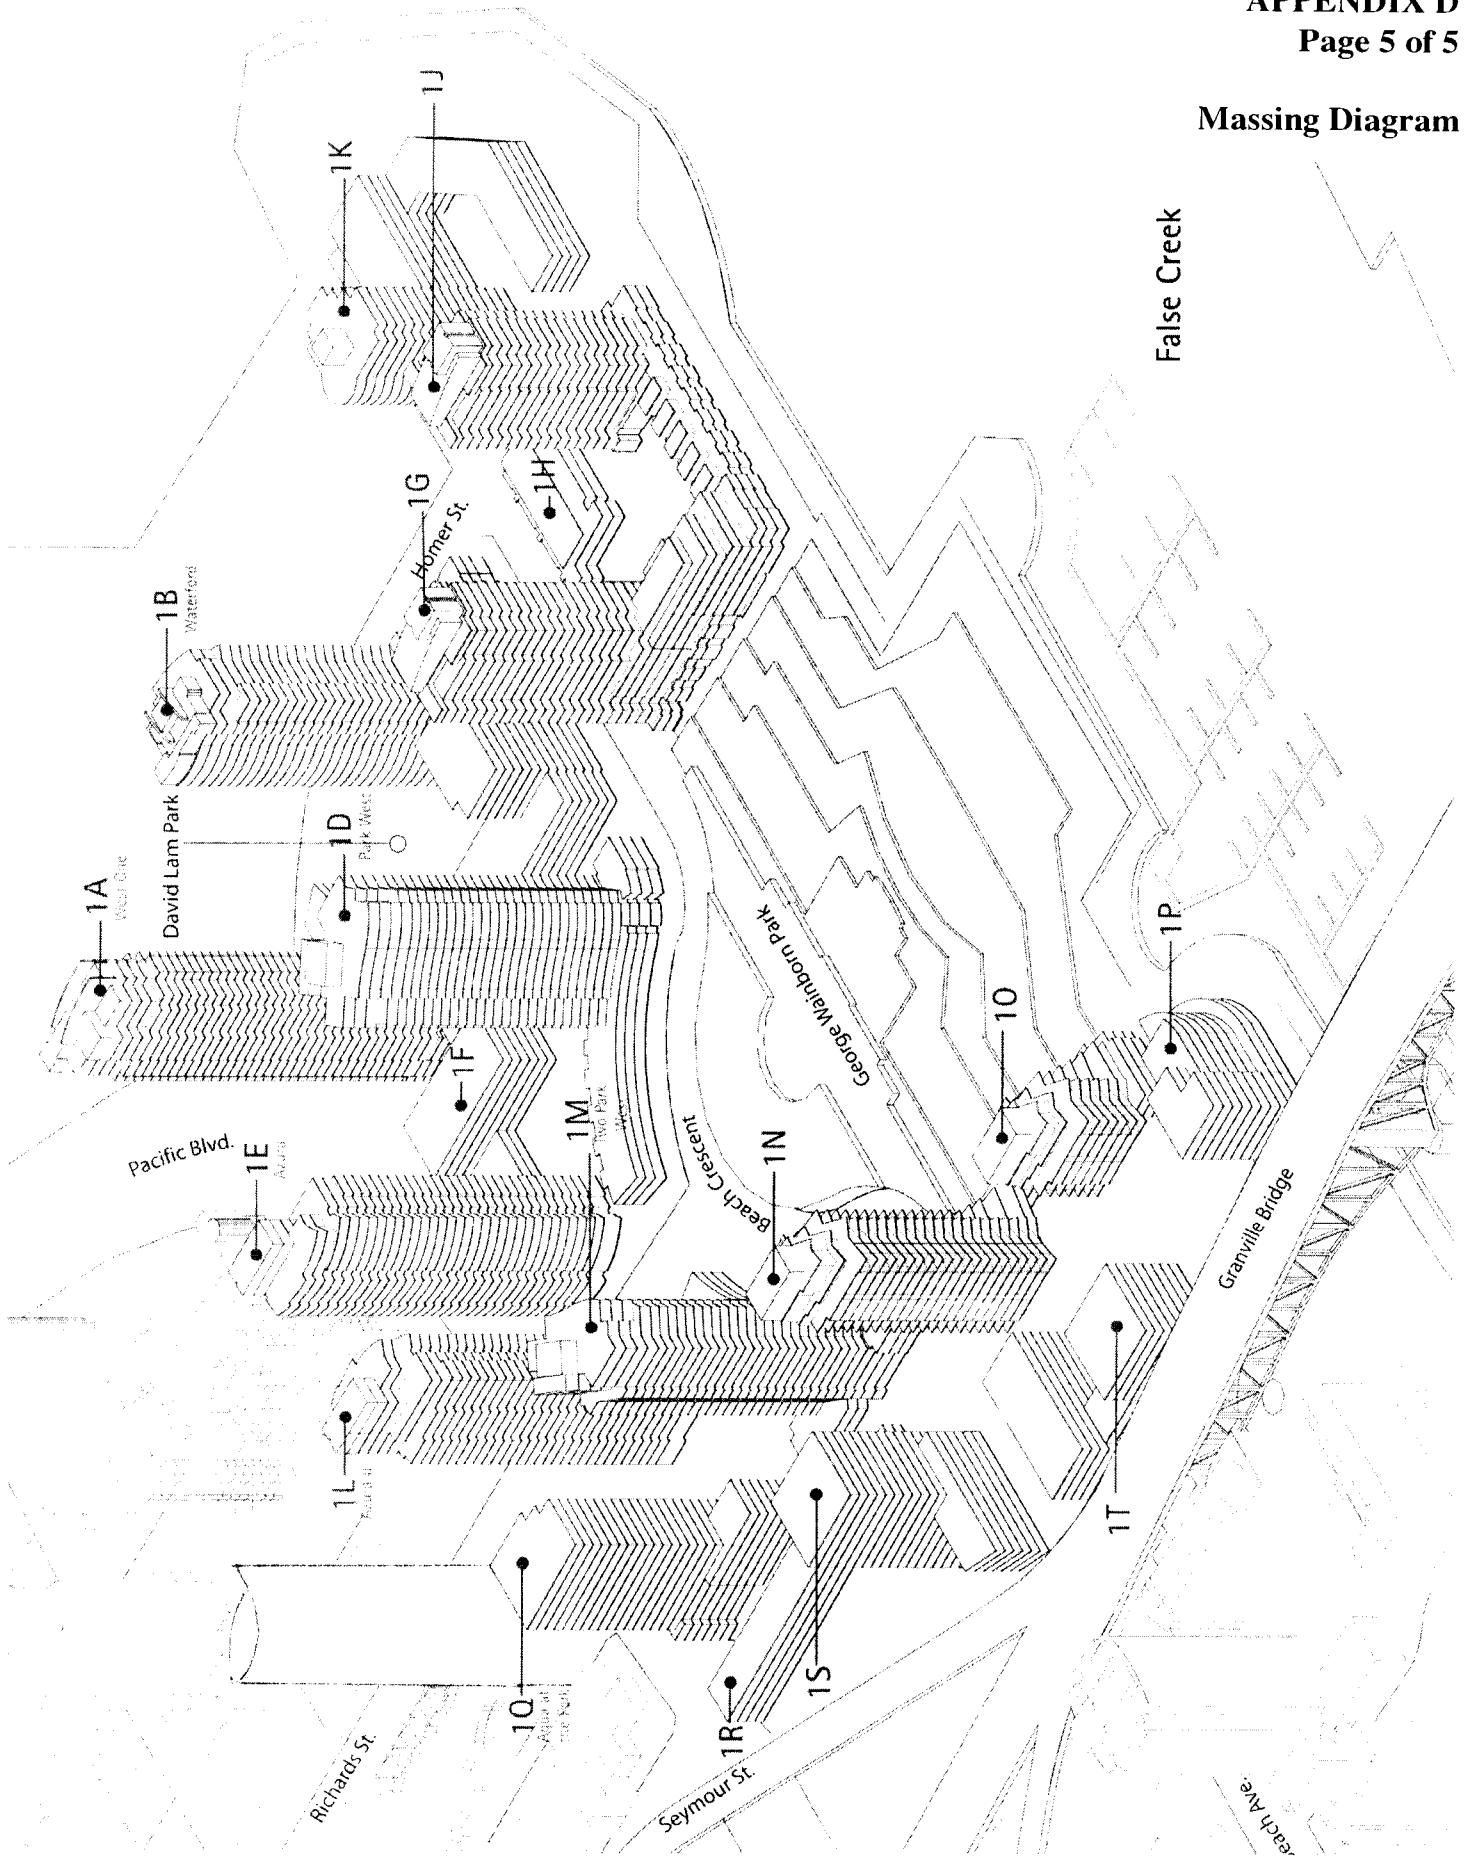 APPENDIX D
Page 5 of 5
Massing Diagram
1J
1K
False Creek
1G
Homer St.
1H
1B
Waterford
David Lam Park
1D
Park West
1A
West One
George Wainborn Park
1P
1O
1F
1M
Two Park
West
Pacific Blvd.
1E
Azura
Beach Crescent
1N
Granville Bridge
1L
1T
1Q
1S
1R
Richards St.
Seymour St.
Beach Ave.